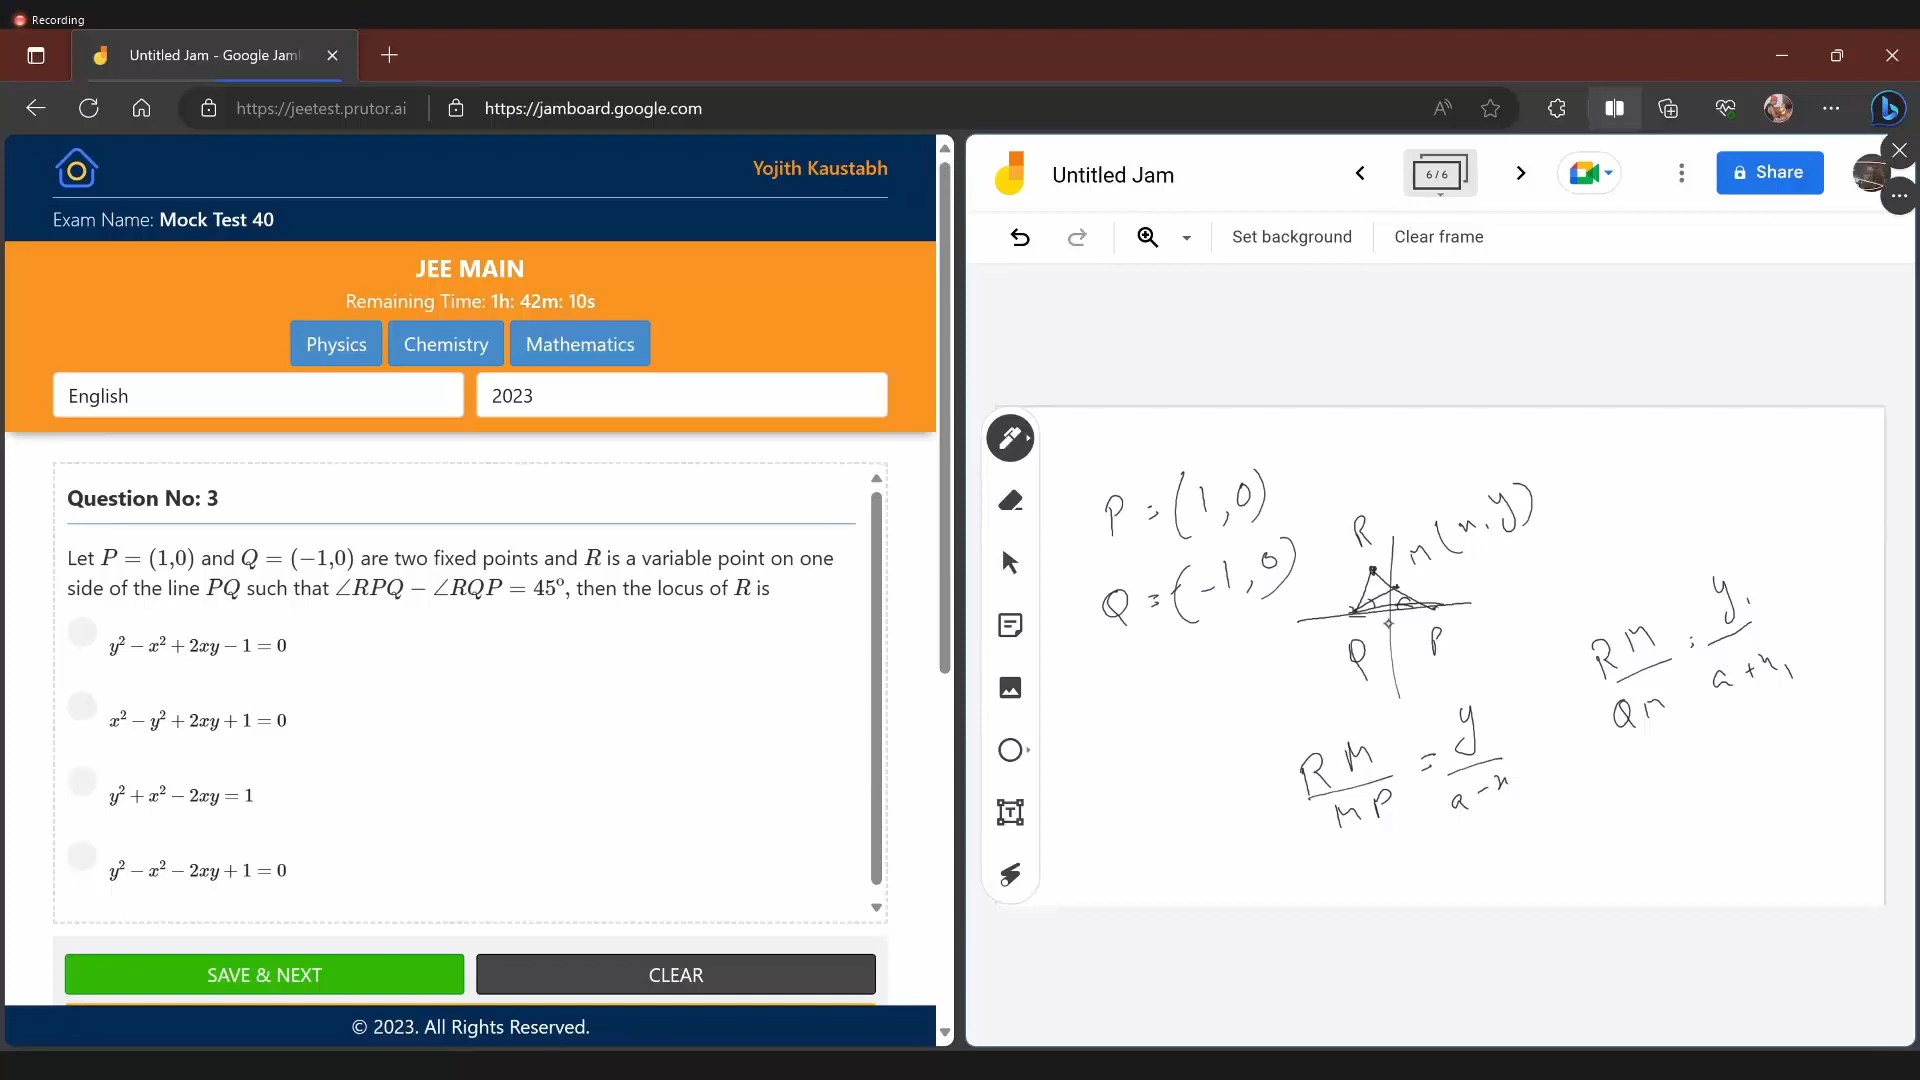 Recording
Untitled Jam - Google Jam
https://jeetest.prutor.ai
https://jamboard.google.com
Yojith Kaustabh
Exam Name: Mock Test 40
JEE MAIN
Remaining Time: 1h: 42m: 10s
Physics Chemistry Mathematics
English 2023
Question No: 3
Let P = (1,0) and Q = (−1,0) are two fixed points and R is a variable point on one
side of the line PQ such that ∠RPQ − ∠RQP = 45°, then the locus of R is
y² − x² + 2xy − 1 = 0
x² − y² + 2xy + 1 = 0
y² + x² − 2xy = 1
y² − x² − 2xy + 1 = 0
SAVE & NEXT CLEAR
© 2023. All Rights Reserved.
Untitled Jam
6 / 6
Share
Set background
Clear frame
P = (1, 0)
Q = (-1, 0)
R
M (x, y)
Q P
RM / MP = y / a - x
RM / QM = y₁ / a + x₁